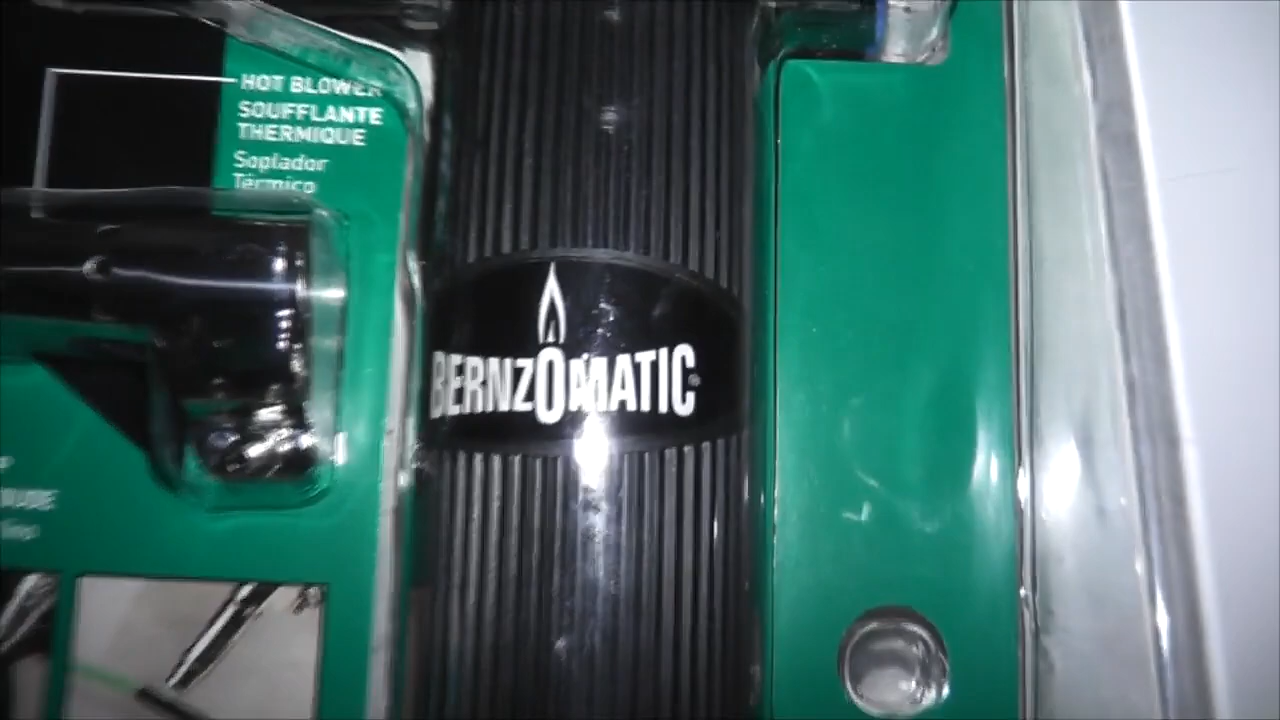 HOT BLOWER
SOUFFLANTE
THERMIQUE
Soplador
Térmico
BERNZOMATIC